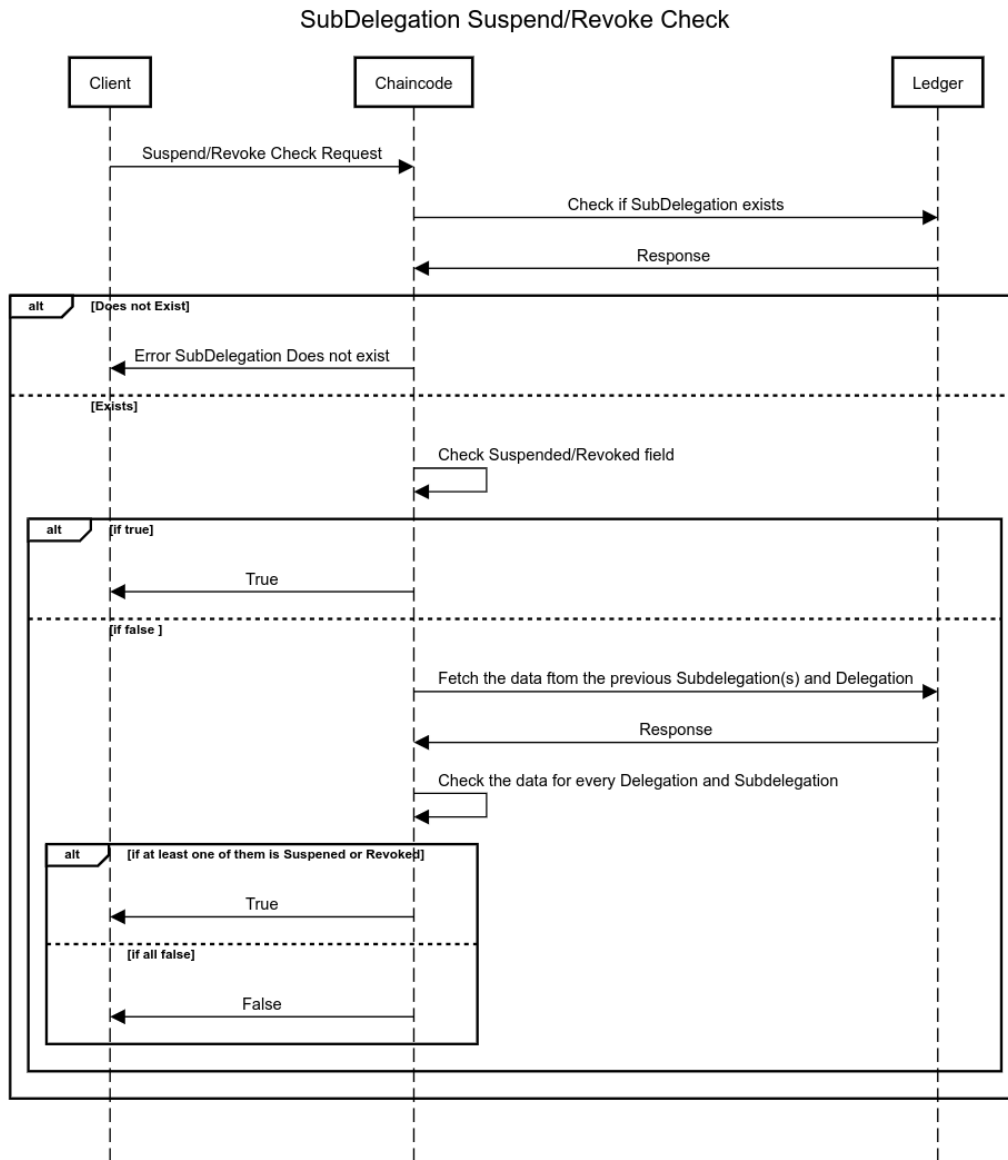 SubDelegation Suspend/Revoke Check
Client
Chaincode
Ledger
Suspend/Revoke Check Request
Check if SubDelegation exists
Response
alt
[Does not Exist]
Error SubDelegation Does not exist
[Exists]
Check Suspended/Revoked field
alt
[if true]
True
[if false ]
Fetch the data ftom the previous Subdelegation(s) and Delegation
Response
Check the data for every Delegation and Subdelegation
alt
[if at least one of them is Suspened or Revoked]
True
[if all false]
False